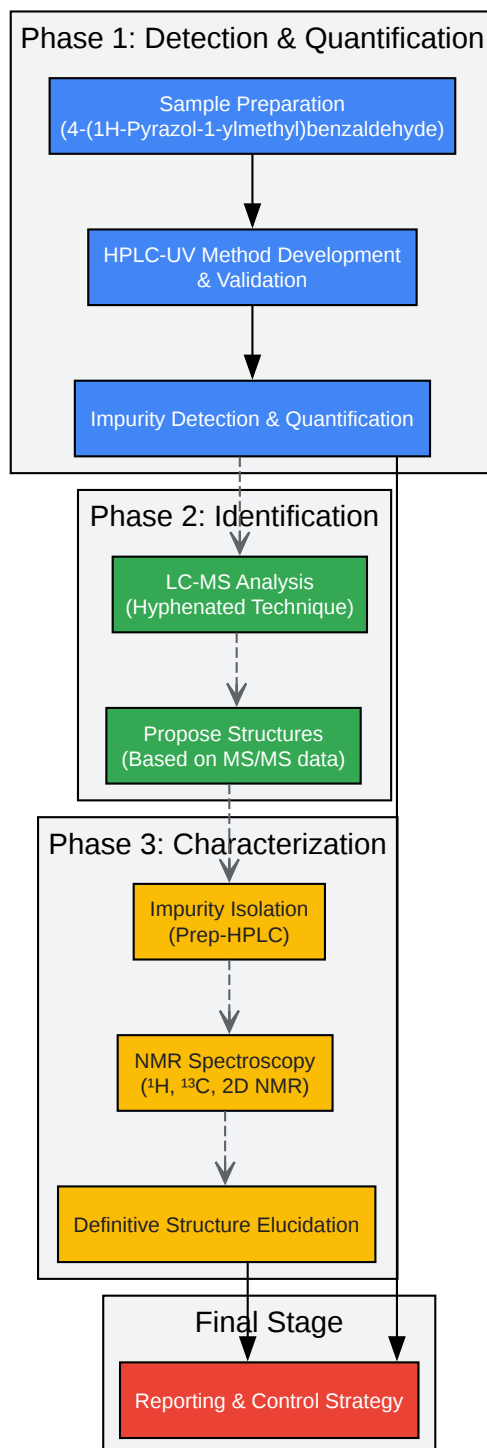 Phase 1: Detection & Quantification
Sample Preparation
(4-(1H-Pyrazol-1-ylmethyl)benzaldehyde)
HPLC-UV Method Development
& Validation
Impurity Detection & Quantification
Phase 2: Identification
LC-MS Analysis
(Hyphenated Technique)
Propose Structures
(Based on MS/MS data)
Phase 3: Characterization
Impurity Isolation
(Prep-HPLC)
NMR Spectroscopy
(¹H, ¹³C, 2D NMR)
Definitive Structure Elucidation
Final Stage
Reporting & Control Strategy